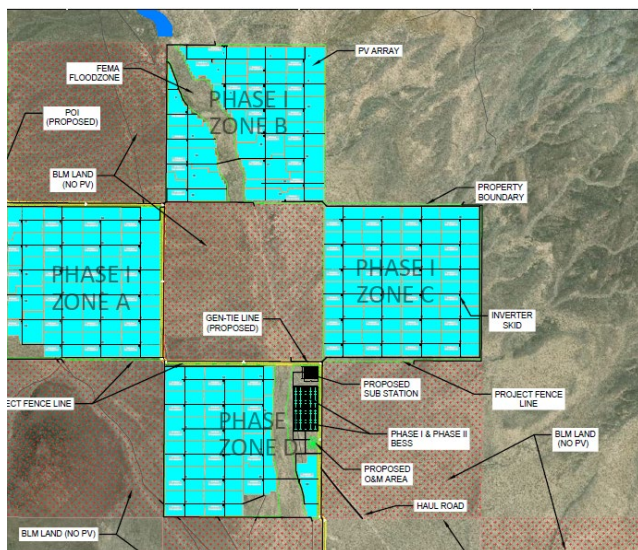 FEMA
FLOODZONE
PV ARRAY
PHASE I
ZONE B
POI
(PROPOSED)
BLM LAND
(NO PV)
PROPERTY
BOUNDARY
PHASE I
ZONE A
PHASE I
ZONE C
GEN-TIE LINE
(PROPOSED)
INVERTER
SKID
PROPOSED
SUB STATION
PROJECT FENCE
LINE
ECT FENCE LINE
PHASE
ZONE D
PHASE I & PHASE II
BESS
BLM LAND
(NO PV)
PROPOSED
O&M AREA
HAUL ROAD
BLM LAND (NO PV)